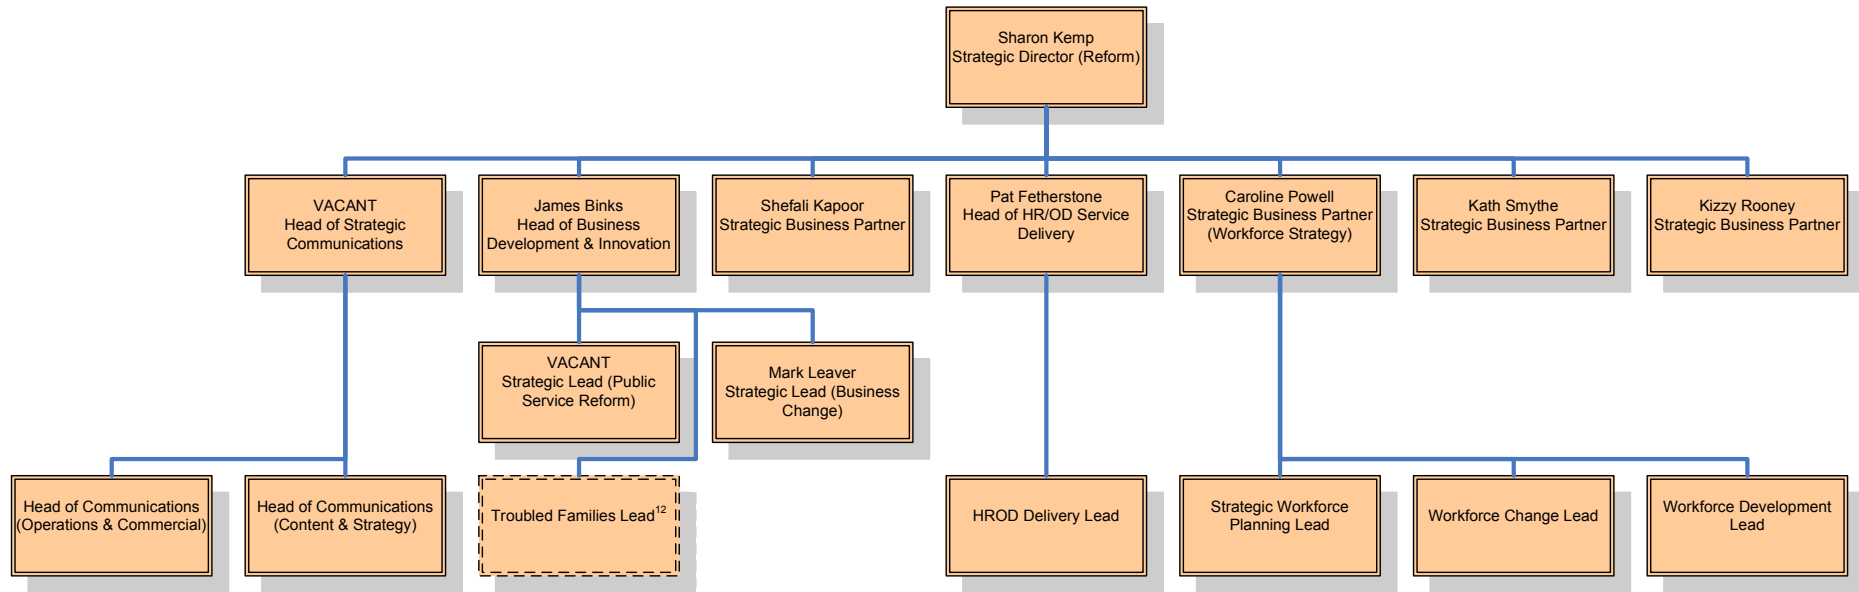 Sharon Kemp
Strategic Director (Reform)
VACANT
Head of Strategic
Communications
James Binks
Head of Business
Development & Innovation
Shefali Kapoor
Strategic Business Partner
Pat Fetherstone
Head of HR/OD Service
Delivery
Caroline Powell
Strategic Business Partner
(Workforce Strategy)
Kath Smythe
Strategic Business Partner
Kizzy Rooney
Strategic Business Partner
VACANT
Strategic Lead (Public
Service Reform)
Mark Leaver
Strategic Lead (Business
Change)
Head of Communications
(Operations & Commercial)
Head of Communications
(Content & Strategy)
Troubled Families Lead12
HROD Delivery Lead
Strategic Workforce
Planning Lead
Workforce Change Lead
Workforce Development
Lead